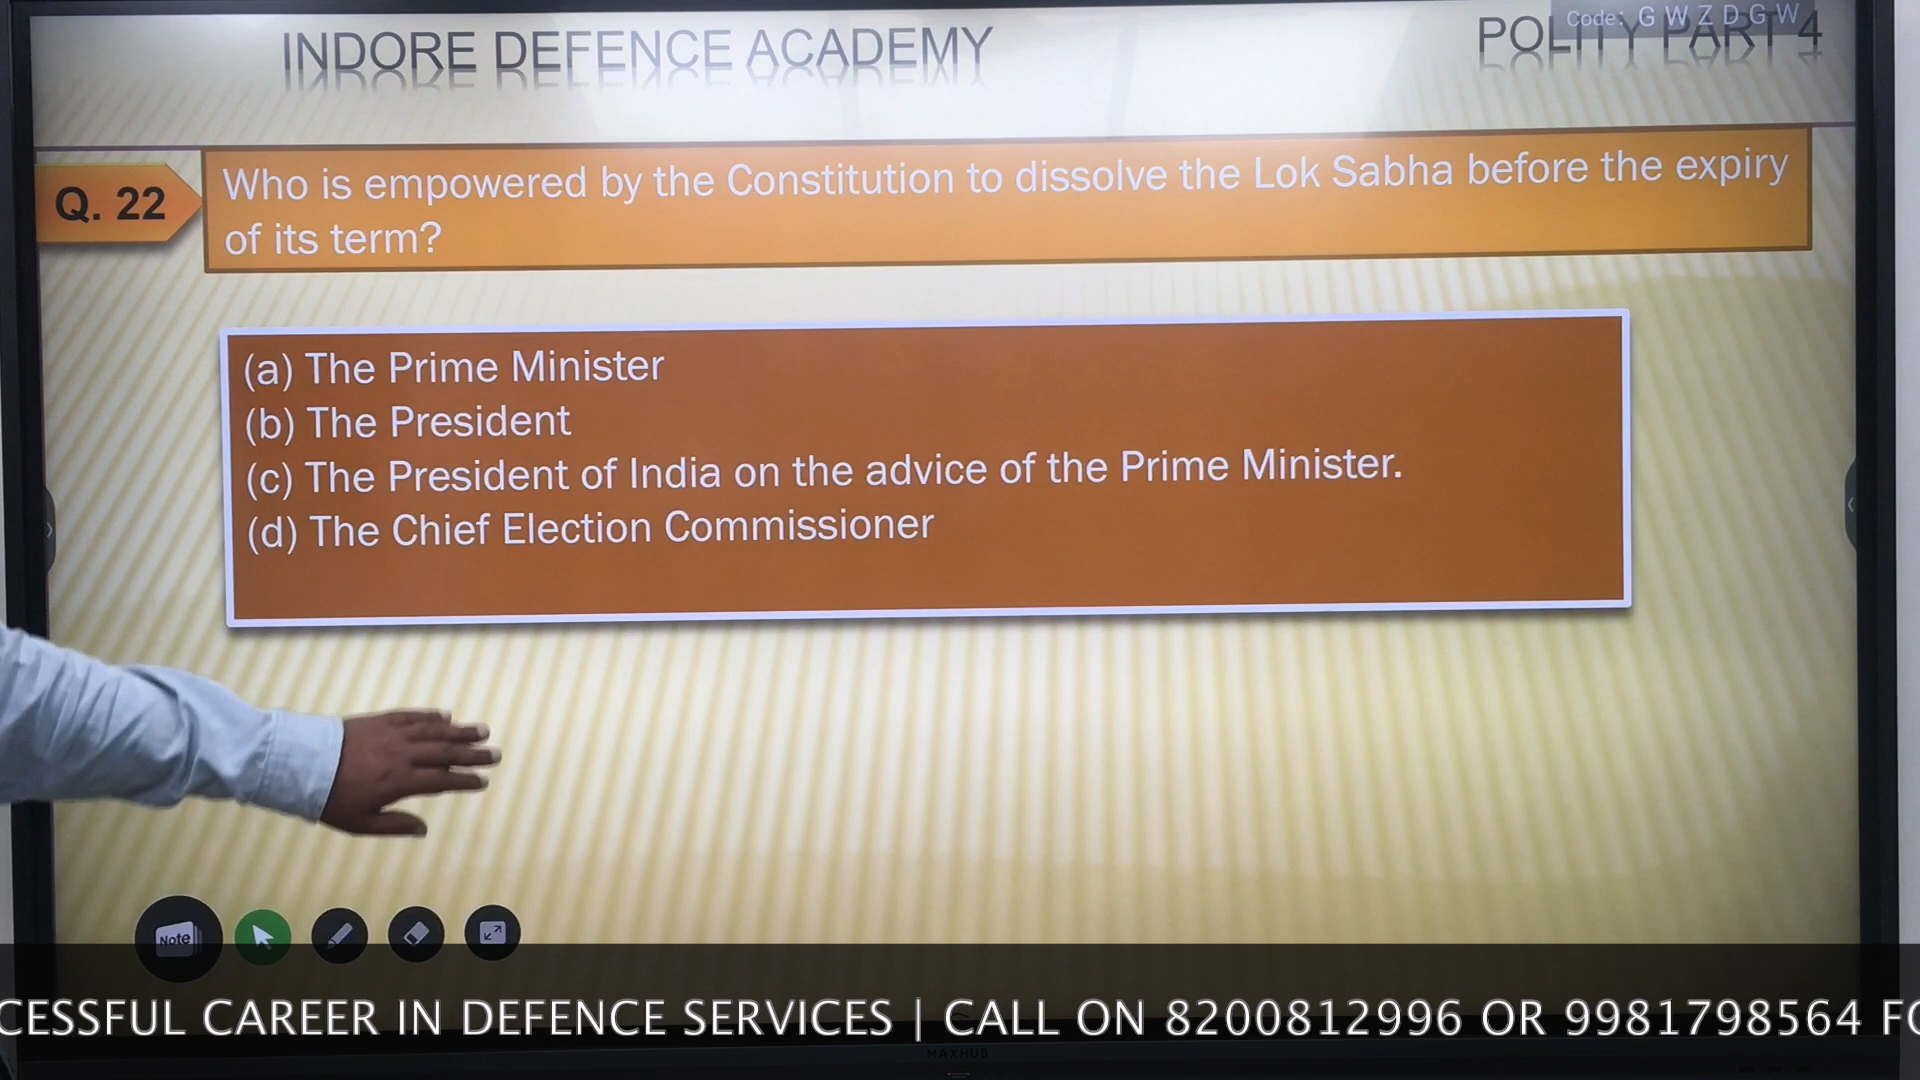 INDORE DEFENCE ACADEMY
POLITY PART 4
Code: G W Z D G W
Q. 22
Who is empowered by the Constitution to dissolve the Lok Sabha before the expiry
of its term?
(a) The Prime Minister
(b) The President
(c) The President of India on the advice of the Prime Minister.
(d) The Chief Election Commissioner
Note
CESSFUL CAREER IN DEFENCE SERVICES | CALL ON 8200812996 OR 9981798564 FO
MAXHUB